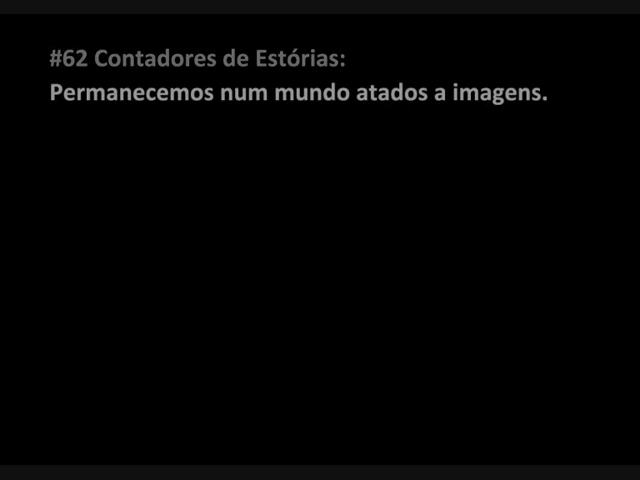 #62 Contadores de Estórias:
Permanecemos num mundo atados a imagens.